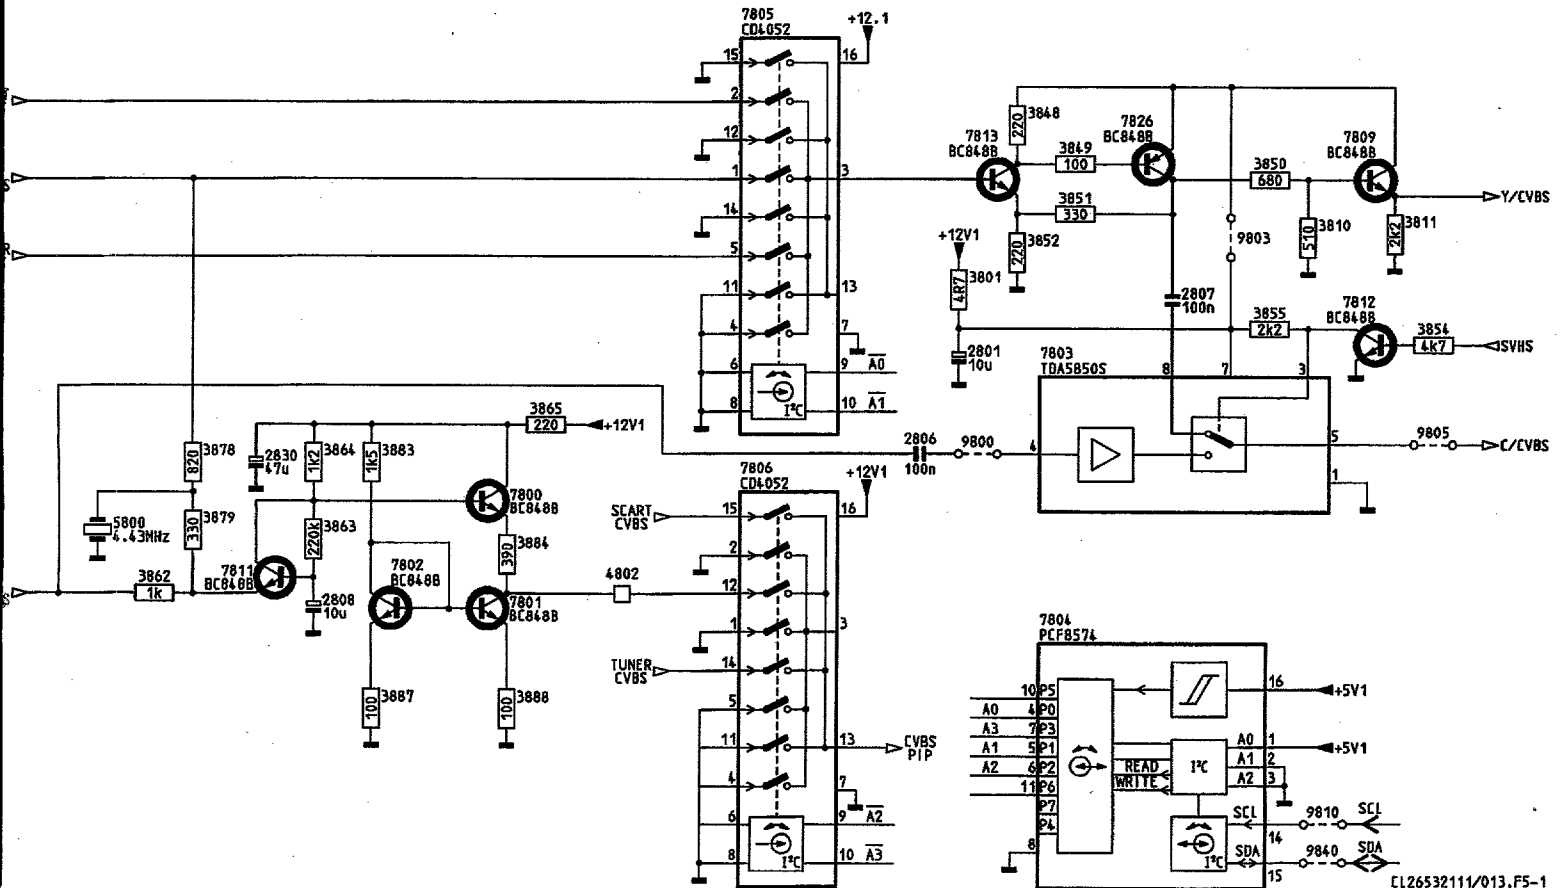 7805
CD4052
+12.1
15
16
2
12
1
3
14
5
11
13
4
7
6
9
A0
8
I²C
10
A1
7813
BC848B
220
3848
3849
100
7826
BC848B
7809
BC848B
3850
680
3851
330
220
3852
+12V1
4R7
3801
2801
10u
9803
510
3810
2k2
3811
Y/CVBS
2807
100n
3855
2k2
7812
BC848B
3854
4k7
SVHS
7803
TDA5850S
8
7
3
4
5
1
2806
100n
9800
9805
C/CVBS
3865
220
+12V1
820
3878
2830
47u
1k2
3864
1k5
3883
5800
4.43MHz
330
3879
220k
3863
7800
BC848B
390
3884
7811
BC848B
3862
1k
2808
10u
7802
BC848B
7801
BC848B
4802
100
3887
100
3888
7806
CD4052
+12V1
SCART
CVBS
15
16
2
12
1
3
TUNER
CVBS
14
5
11
13
CVBS
PIP
4
7
6
9
A2
8
I²C
10
A3
7804
PCF8574
10
P5
A0
4
P0
A3
7
P3
A1
5
P1
A2
6
P2
11
P6
P7
P4
8
16
+5V1
A0
1
+5V1
A1
2
A2
3
READ
WRITE
I²C
SCL
14
9810
SCL
I²C
SDA
15
9840
SDA
CL26532111/013.F5-1